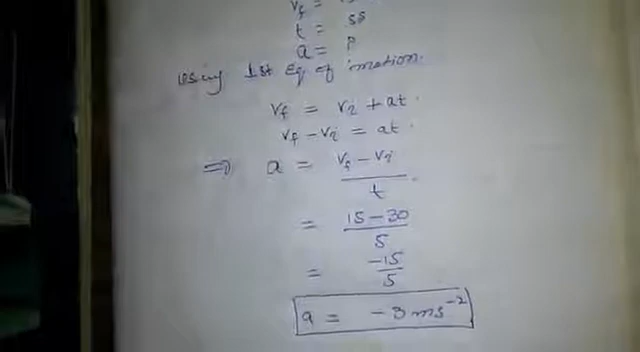 vf =
t = 5s
a = ?
using 1st Eq of motion.
vf = vi + at.
vf - vi = at.
⇒ a = vf - vi / t.
= 15 - 30 / 5
= -15 / 5
a = -3 ms⁻²